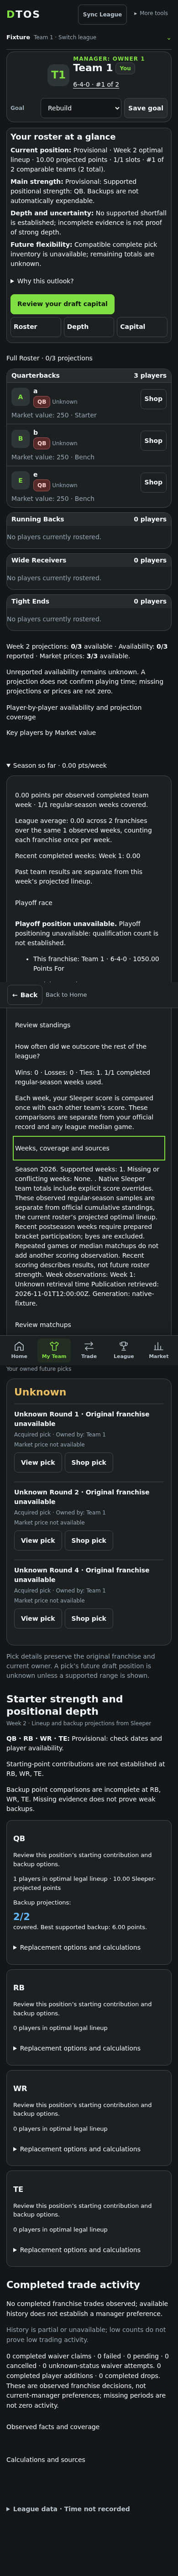 DTOS
Sync League
▸ More tools
Fixture Team 1 · Switch league
T1
MANAGER: OWNER 1
Team 1 You
6-4-0 · #1 of 2
Goal
Rebuild
Save goal
Your roster at a glance
Current position: Provisional · Week 2 optimal
lineup · 10.00 projected points · 1/1 slots · #1 of
2 comparable teams (2 total).
Main strength: Provisional: Supported
positional strength: QB. Backups are not
automatically expendable.
Depth and uncertainty: No supported shortfall
is established; incomplete evidence is not proof
of strong depth.
Future flexibility: Compatible complete pick
inventory is unavailable; remaining totals are
unknown.
▸ Why this outlook?
Review your draft capital
Roster
Depth
Capital
Full Roster · 0/3 projections
Quarterbacks
3 players
A
a
QB Unknown
Shop
Market value: 250 · Starter
B
b
QB Unknown
Shop
Market value: 250 · Bench
E
e
QB Unknown
Shop
Market value: 250 · Bench
Running Backs
0 players
No players currently rostered.
Wide Receivers
0 players
No players currently rostered.
Tight Ends
0 players
No players currently rostered.
Week 2 projections: 0/3 available · Availability: 0/3
reported · Market prices: 3/3 available.
Unreported availability remains unknown. A
projection does not confirm playing time; missing
projections or prices are not zero.
Player-by-player availability and projection
coverage
Key players by Market value
▾ Season so far · 0.00 pts/week
0.00 points per observed completed team
week · 1/1 regular-season weeks covered.
League average: 0.00 across 2 franchises
over the same 1 observed weeks, counting
each franchise once per week.
Recent completed weeks: Week 1: 0.00
Past team results are separate from this
week's projected lineup.
Playoff race
Playoff position unavailable. Playoff
positioning unavailable: qualification count is
not established.
• This franchise: Team 1 · 6-4-0 · 1050.00
Points For
← Back
Back to Home
Review standings
How often did we outscore the rest of the
league?
Wins: 0 · Losses: 0 · Ties: 1. 1/1 completed
regular-season weeks used.
Each week, your Sleeper score is compared
once with each other team's score. These
comparisons are separate from your official
record and any league median game.
Weeks, coverage and sources
Season 2026. Supported weeks: 1. Missing or
conflicting weeks: None. . Native Sleeper
team totals include explicit score overrides.
These observed regular-season samples are
separate from official cumulative standings,
the current roster's projected optimal lineup.
Recent postseason weeks require prepared
bracket participation; byes are excluded.
Repeated games or median matchups do not
add another scoring observation. Recent
scoring describes results, not future roster
strength. Week observations: Week 1:
Unknown retrieval time Publication retrieved:
2026-11-01T12:00:00Z. Generation: native-
fixture.
Review matchups
Home
My Team
Trade
League
Market
Your owned future picks
Unknown
Unknown Round 1 · Original franchise
unavailable
Acquired pick · Owned by: Team 1
Market price not available
View pick
Shop pick
Unknown Round 2 · Original franchise
unavailable
Acquired pick · Owned by: Team 1
Market price not available
View pick
Shop pick
Unknown Round 4 · Original franchise
unavailable
Acquired pick · Owned by: Team 1
Market price not available
View pick
Shop pick
Pick details preserve the original franchise and
current owner. A pick's future draft position is
unknown unless a supported range is shown.
Starter strength and
positional depth
Week 2 · Lineup and backup projections from Sleeper
QB · RB · WR · TE: Provisional: check dates and
player availability.
Starting-point contributions are not established at
RB, WR, TE.
Backup point comparisons are incomplete at RB,
WR, TE. Missing evidence does not prove weak
backups.
QB
Review this position's starting contribution and
backup options.
1 players in optimal legal lineup · 10.00 Sleeper-
projected points
Backup projections:
2/2
covered. Best supported backup: 6.00 points.
▸ Replacement options and calculations
RB
Review this position's starting contribution and
backup options.
0 players in optimal legal lineup
▸ Replacement options and calculations
WR
Review this position's starting contribution and
backup options.
0 players in optimal legal lineup
▸ Replacement options and calculations
TE
Review this position's starting contribution and
backup options.
0 players in optimal legal lineup
▸ Replacement options and calculations
Completed trade activity
No completed franchise trades observed; available
history does not establish a manager preference.
History is partial or unavailable; low counts do not
prove low trading activity.
0 completed waiver claims · 0 failed · 0 pending · 0
cancelled · 0 unknown-status waiver attempts. 0
completed player additions · 0 completed drops.
These are observed franchise decisions, not
current-manager preferences; missing periods are
not zero activity.
Observed facts and coverage
Calculations and sources
▸ League data · Time not recorded